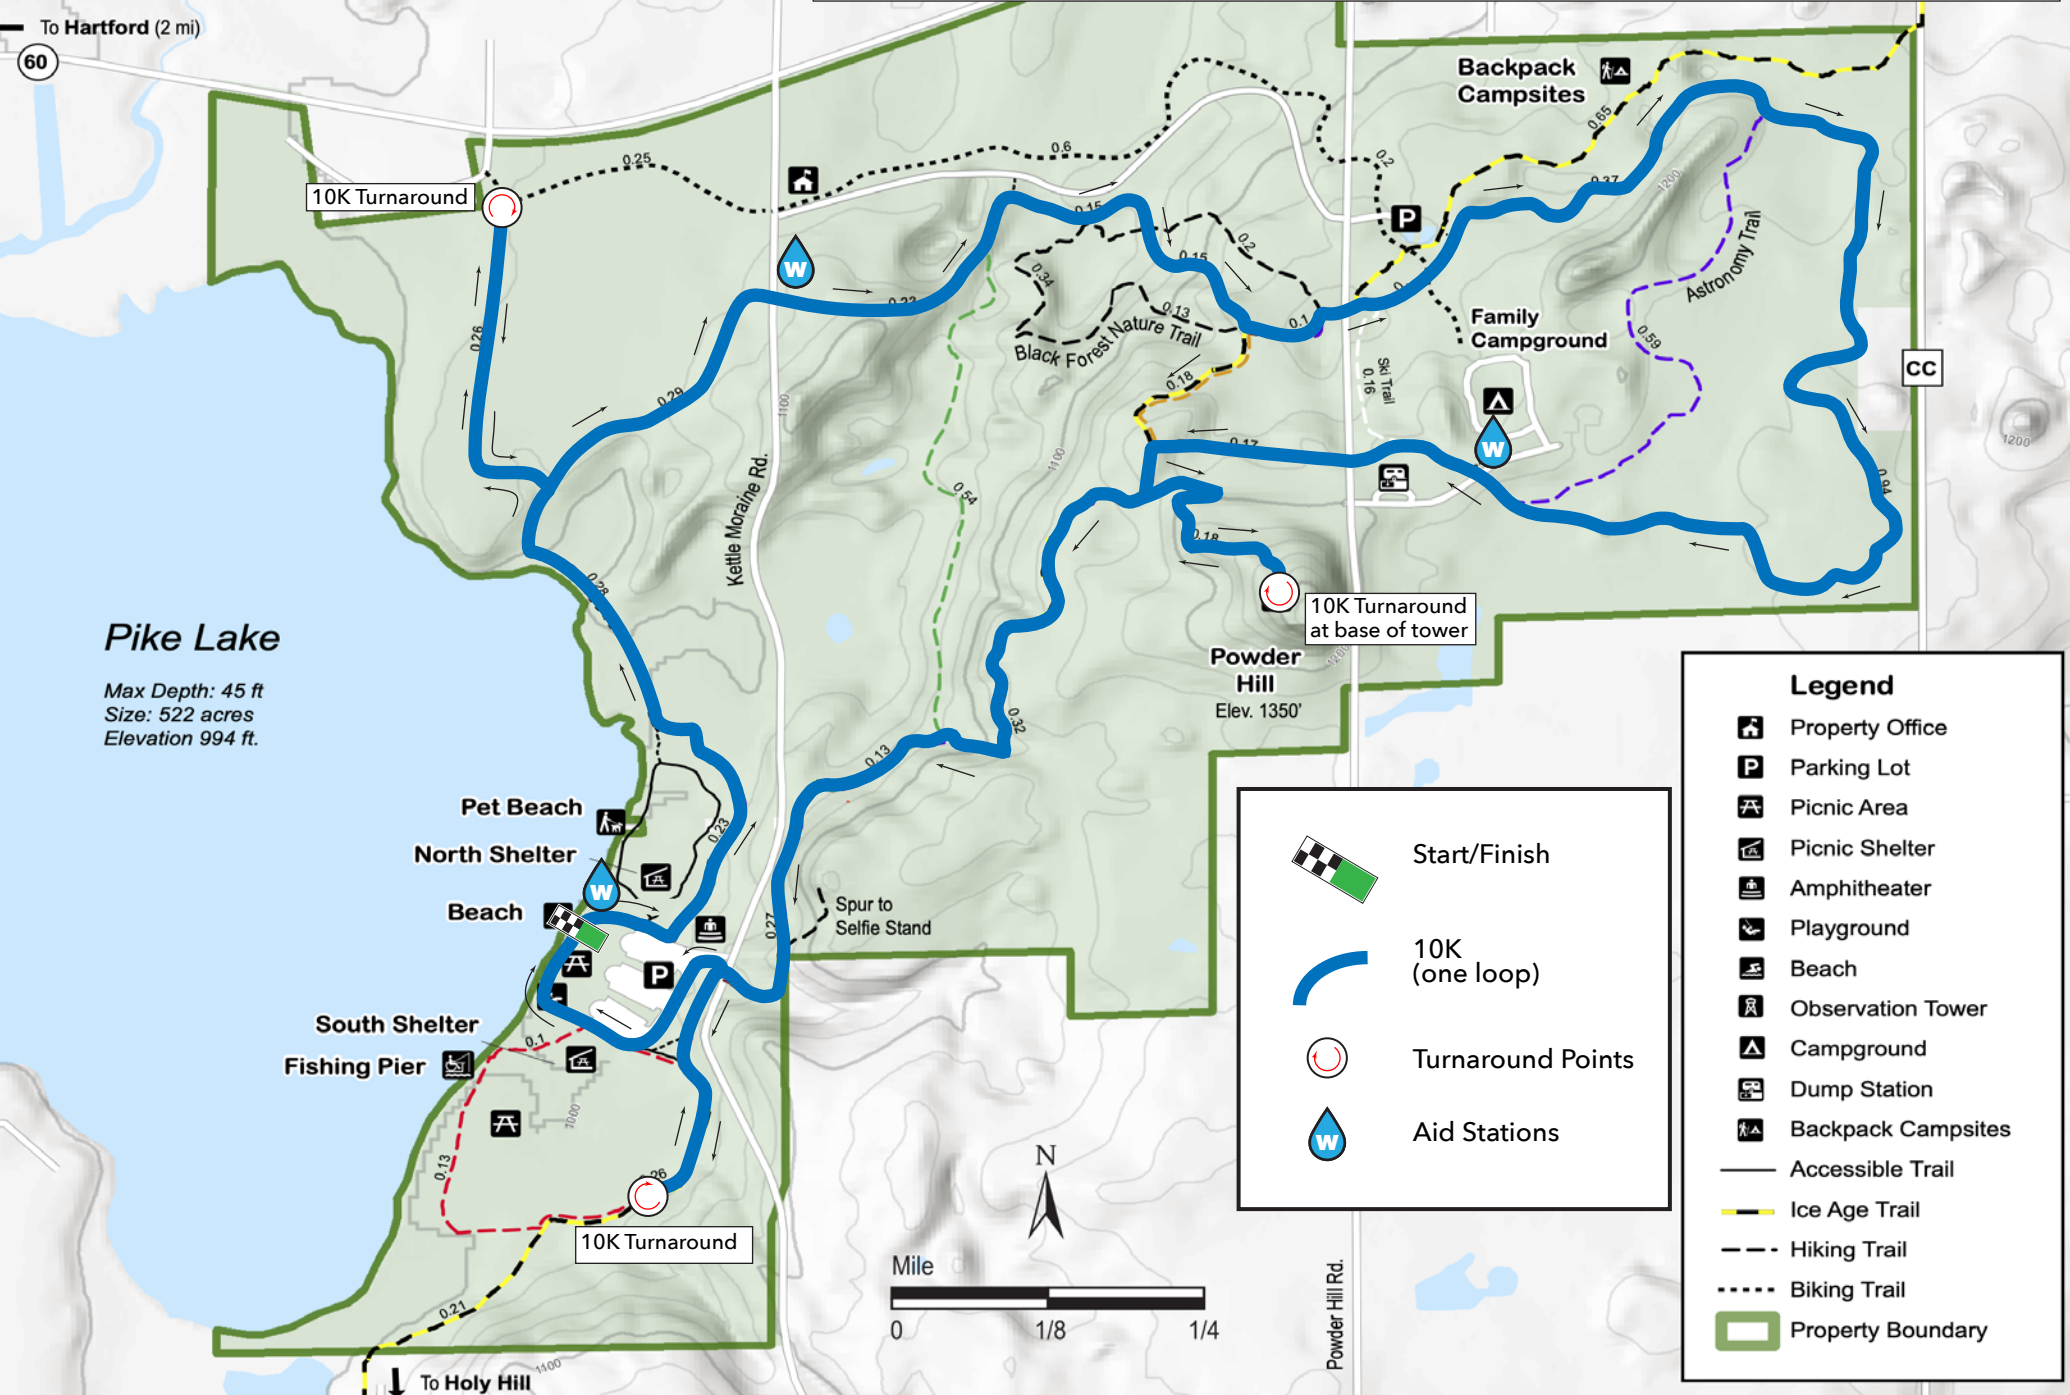 To Hartford (2 mi)
60
Backpack
Campsites
0.65
0.25
0.6
0.2
10K Turnaround
P
0.37
1200
0.15
0.2
W
0.15
0.34
Astronomy Trail
0.26
0.22
0.13
Black Forest Nature Trail
0.1
Family
Campground
0.59
CC
Ski Trail
0.16
0.18
0.29
1100
W
1200
0.17
1100
Kettle Moraine Rd.
0.54
0.94
0.18
0.28
10K Turnaround
at base of tower
Pike Lake
Max Depth: 45 ft
Size: 522 acres
Elevation 994 ft.
Powder
Hill
Elev. 1350'
1200
0.32
0.13
Pet Beach
0.23
North Shelter
W
Beach
Spur to
Selfie Stand
0.27
P
South Shelter
0.1
Fishing Pier
1000
0.13
.26
10K Turnaround
0.21
1100
To Holy Hill
N
Mile
0 1/8 1/4
Powder Hill Rd.
Start/Finish
10K
(one loop)
Turnaround Points
W
Aid Stations
Legend
Property Office
P
Parking Lot
Picnic Area
Picnic Shelter
Amphitheater
Playground
Beach
Observation Tower
Campground
Dump Station
Backpack Campsites
Accessible Trail
Ice Age Trail
Hiking Trail
Biking Trail
Property Boundary